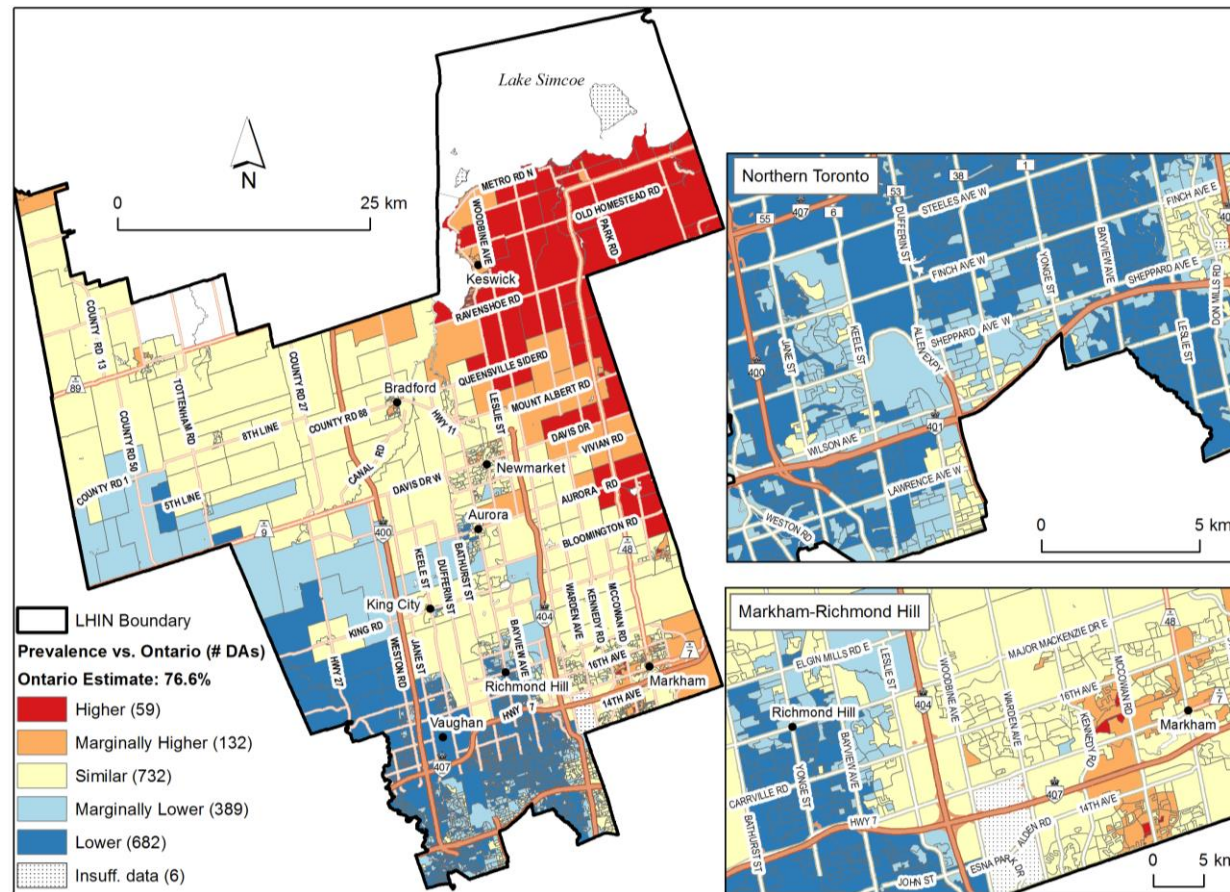 Lake Simcoe
N
0
25 km
METRO RD N
WOODBINE AVE
OLD HOMESTEAD RD
PARK RD
Keswick
RAVENSHOE RD
COUNTY RD 13
89
TOTTENHAM RD
COUNTY RD 27
QUEENSVILLE SIDERD
Bradford
MOUNT ALBERT RD
LESLIE ST
HWY 11
COUNTY RD 88
8TH LINE
COUNTY RD 50
DAVIS DR
VIVIAN RD
CANAL RD
Newmarket
COUNTY RD 1
5TH LINE
DAVIS DR W
AURORA RD
9
400
Aurora
BLOOMINGTON RD
48
KEELE ST
DUFFERIN ST
BATHURST ST
King City
404
WARDEN AVE
KENNEDY RD
MCCOWAN RD
KING RD
HWY 27
WESTON RD
JANE ST
BAYVIEW AVE
16TH AVE
7
Richmond Hill
Markham
14TH AVE
HWY 7
Vaughan
407
LHIN Boundary
Prevalence vs. Ontario (# DAs)
Ontario Estimate: 76.6%
Higher (59)
Marginally Higher (132)
Similar (732)
Marginally Lower (389)
Lower (682)
Insuff. data (6)
Northern Toronto
1
38
53
407
6
55
STEELES AVE W
FINCH AVE E
DUFFERIN ST
BAYVIEW AVE
YONGE ST
FINCH AVE W
SHEPPARD AVE E
DON MILLS RD
KEELE ST
JANE ST
ALLEN EXPY
SHEPPARD AVE W
LESLIE ST
400
401
WILSON AVE
LAWRENCE AVE W
WESTON RD
0
5 km
Markham-Richmond Hill
48
MAJOR MACKENZIE DR E
ELGIN MILLS RD E
LESLIE ST
404
WOODBINE AVE
WARDEN AVE
16TH AVE
MCCOWAN RD
7
Richmond Hill
Markham
KENNEDY RD
YONGE ST
BAYVIEW AVE
CARRVILLE RD
407
14TH AVE
HWY 7
ALDEN RD
BATHURST ST
JOHN ST
ESNA PARK DR
0
5 km